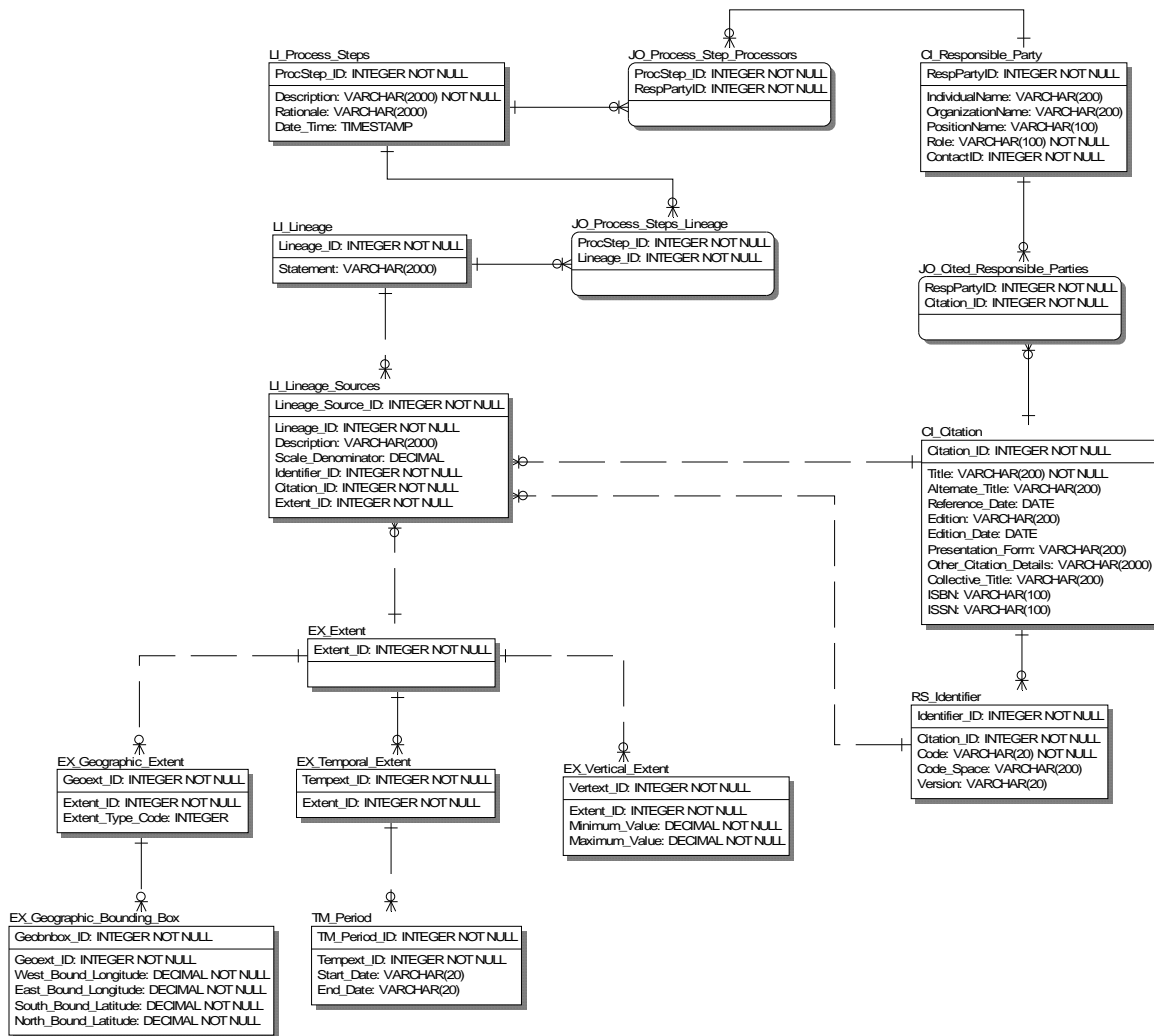 LI_Process_Steps
ProcStep_ID: INTEGER NOT NULL
Description: VARCHAR(2000) NOT NULL
Rationale: VARCHAR(2000)
Date_Time: TIMESTAMP
JO_Process_Step_Processors
ProcStep_ID: INTEGER NOT NULL
RespPartyID: INTEGER NOT NULL
CI_Responsible_Party
RespPartyID: INTEGER NOT NULL
IndividualName: VARCHAR(200)
OrganizationName: VARCHAR(200)
PositionName: VARCHAR(100)
Role: VARCHAR(100) NOT NULL
ContactID: INTEGER NOT NULL
LI_Lineage
Lineage_ID: INTEGER NOT NULL
Statement: VARCHAR(2000)
JO_Process_Steps_Lineage
ProcStep_ID: INTEGER NOT NULL
Lineage_ID: INTEGER NOT NULL
JO_Cited_Responsible_Parties
RespPartyID: INTEGER NOT NULL
Citation_ID: INTEGER NOT NULL
LI_Lineage_Sources
Lineage_Source_ID: INTEGER NOT NULL
Lineage_ID: INTEGER NOT NULL
Description: VARCHAR(2000)
Scale_Denominator: DECIMAL
Identifier_ID: INTEGER NOT NULL
Citation_ID: INTEGER NOT NULL
Extent_ID: INTEGER NOT NULL
CI_Citation
Citation_ID: INTEGER NOT NULL
Title: VARCHAR(200) NOT NULL
Alternate_Title: VARCHAR(200)
Reference_Date: DATE
Edition: VARCHAR(200)
Edition_Date: DATE
Presentation_Form: VARCHAR(200)
Other_Citation_Details: VARCHAR(2000)
Collective_Title: VARCHAR(200)
ISBN: VARCHAR(100)
ISSN: VARCHAR(100)
EX_Extent
Extent_ID: INTEGER NOT NULL
RS_Identifier
Identifier_ID: INTEGER NOT NULL
Citation_ID: INTEGER NOT NULL
Code: VARCHAR(20) NOT NULL
Code_Space: VARCHAR(200)
Version: VARCHAR(20)
EX_Geographic_Extent
Geoext_ID: INTEGER NOT NULL
Extent_ID: INTEGER NOT NULL
Extent_Type_Code: INTEGER
EX_Temporal_Extent
Tempext_ID: INTEGER NOT NULL
Extent_ID: INTEGER NOT NULL
EX_Vertical_Extent
Vertext_ID: INTEGER NOT NULL
Extent_ID: INTEGER NOT NULL
Minimum_Value: DECIMAL NOT NULL
Maximum_Value: DECIMAL NOT NULL
EX_Geographic_Bounding_Box
Geobnbox_ID: INTEGER NOT NULL
Geoext_ID: INTEGER NOT NULL
West_Bound_Longitude: DECIMAL NOT NULL
East_Bound_Longitude: DECIMAL NOT NULL
South_Bound_Latitude: DECIMAL NOT NULL
North_Bound_Latitude: DECIMAL NOT NULL
TM_Period
TM_Period_ID: INTEGER NOT NULL
Tempext_ID: INTEGER NOT NULL
Start_Date: VARCHAR(20)
End_Date: VARCHAR(20)